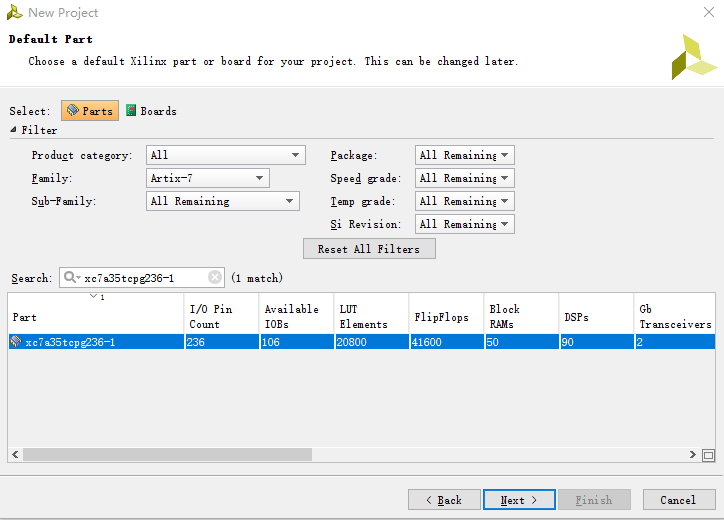 New Project
Default Part
Choose a default Xilinx part or board for your project. This can be changed later.
Select: Parts Boards
Filter
Product category: All Package: All Remaining
Family: Artix-7 Speed grade: All Remaining
Sub-Family: All Remaining Temp grade: All Remaining
Si Revision: All Remaining
Reset All Filters
Search: xc7a35tcpg236-1 (1 match)
1
Part I/O Pin Count Available IOBs LUT Elements FlipFlops Block RAMs DSPs Gb Transceivers
xc7a35tcpg236-1 236 106 20800 41600 50 90 2
< Back Next > Finish Cancel